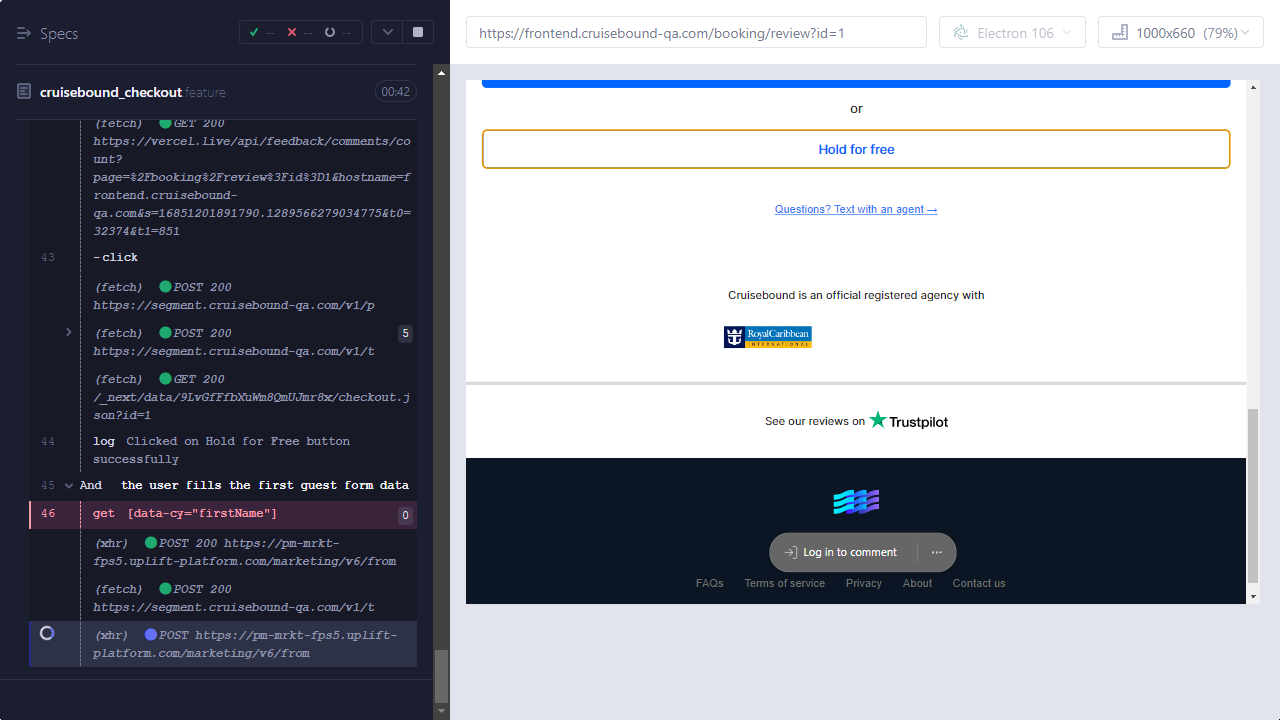 Specs
--
--
--
cruisebound_checkout.feature
00:42
(fetch) GET 200
https://vercel.live/api/feedback/comments/co
unt?
page=%2Fbooking%2Freview%3Fid%3D1&hostname=f
rontend.cruisebound-
qa.com&s=16851201891790.1289566279034775&t0=
32374&t1=851
43 -click
(fetch) POST 200
https://segment.cruisebound-qa.com/v1/p
(fetch) POST 200 5
https://segment.cruisebound-qa.com/v1/t
(fetch) GET 200
/_next/data/9LvGfFfbXuWm8QmUJmr8x/checkout.j
son?id=1
44 log Clicked on Hold for Free button
successfully
45 And the user fills the first guest form data
46 get [data-cy="firstName"] 0
(xhr) POST 200 https://pm-mrkt-
fps5.uplift-platform.com/marketing/v6/from
(fetch) POST 200
https://segment.cruisebound-qa.com/v1/t
(xhr) POST https://pm-mrkt-fps5.uplift-
platform.com/marketing/v6/from
https://frontend.cruisebound-qa.com/booking/review?id=1
Electron 106
1000x660 (79%)
or
Hold for free
Questions? Text with an agent →
Cruisebound is an official registered agency with
RoyalCaribbean
INTERNATIONAL
See our reviews on Trustpilot
Log in to comment ...
FAQs Terms of service Privacy About Contact us